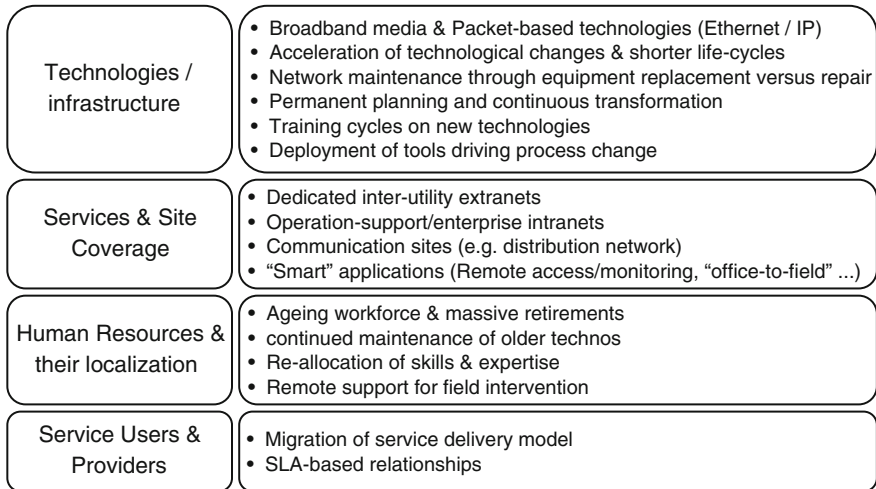 Technologies /
infrastructure
• Broadband media & Packet-based technologies (Ethernet / IP)
• Acceleration of technological changes & shorter life-cycles
• Network maintenance through equipment replacement versus repair
• Permanent planning and continuous transformation
• Training cycles on new technologies
• Deployment of tools driving process change
Services & Site
Coverage
• Dedicated inter-utility extranets
• Operation-support/enterprise intranets
• Communication sites (e.g. distribution network)
• “Smart” applications (Remote access/monitoring, “office-to-field” ...)
Human Resources &
their localization
• Ageing workforce & massive retirements
• continued maintenance of older technos
• Re-allocation of skills & expertise
• Remote support for field intervention
Service Users &
Providers
• Migration of service delivery model
• SLA-based relationships